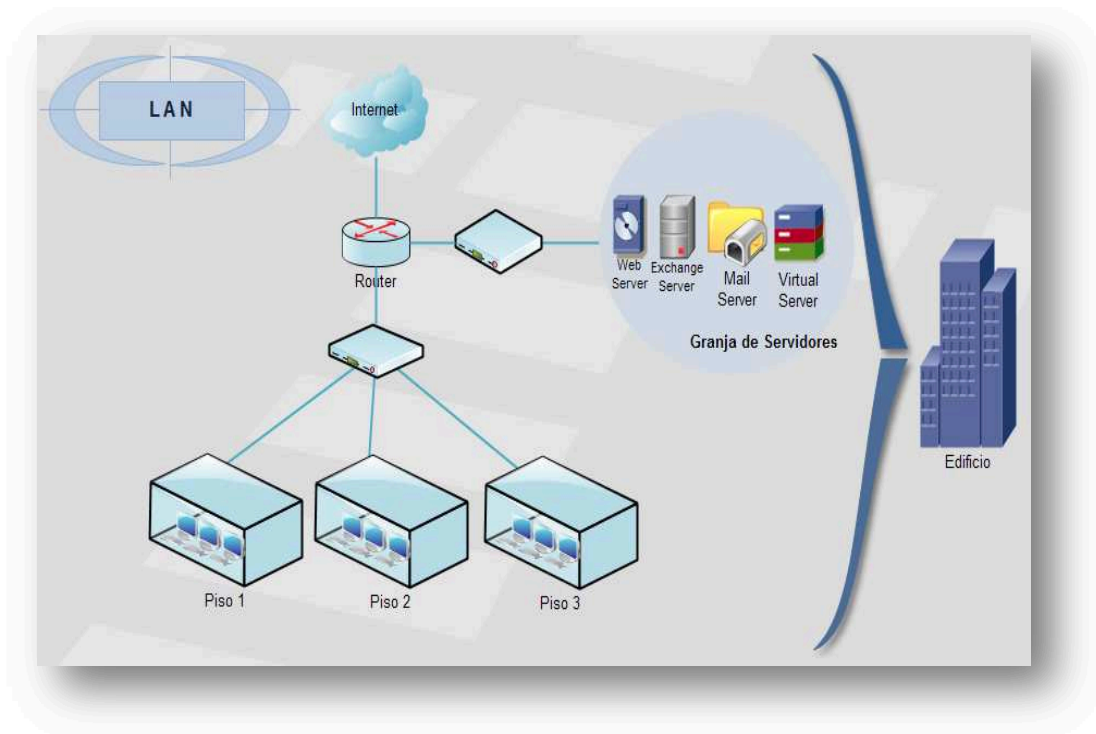 LAN
Internet
Router
Web
Server
Exchange
Server
Mail
Server
Virtual
Server
Granja de Servidores
Edificio
Piso 1
Piso 2
Piso 3